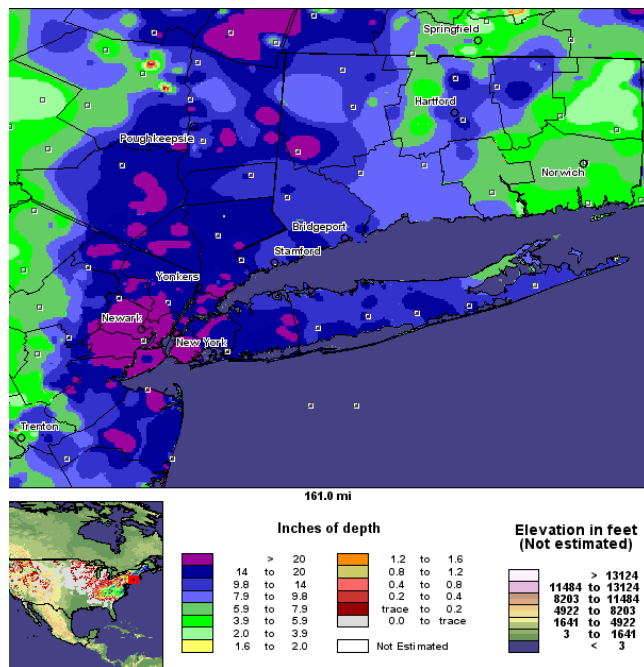 Springfield
Hartford
Poughkeepsie
Norwich
Bridgeport
Stamford
Yonkers
Newark
New York
Trenton
161.0 mi
Inches of depth
> 20
14 to 20
9.8 to 14
7.9 to 9.8
5.9 to 7.9
3.9 to 5.9
2.0 to 3.9
1.6 to 2.0
1.2 to 1.6
0.8 to 1.2
0.4 to 0.8
0.2 to 0.4
trace to 0.2
0.0 to trace
Not Estimated
Elevation in feet
(Not estimated)
> 13124
11484 to 13124
8203 to 11484
4922 to 8203
1641 to 4922
3 to 1641
< 3